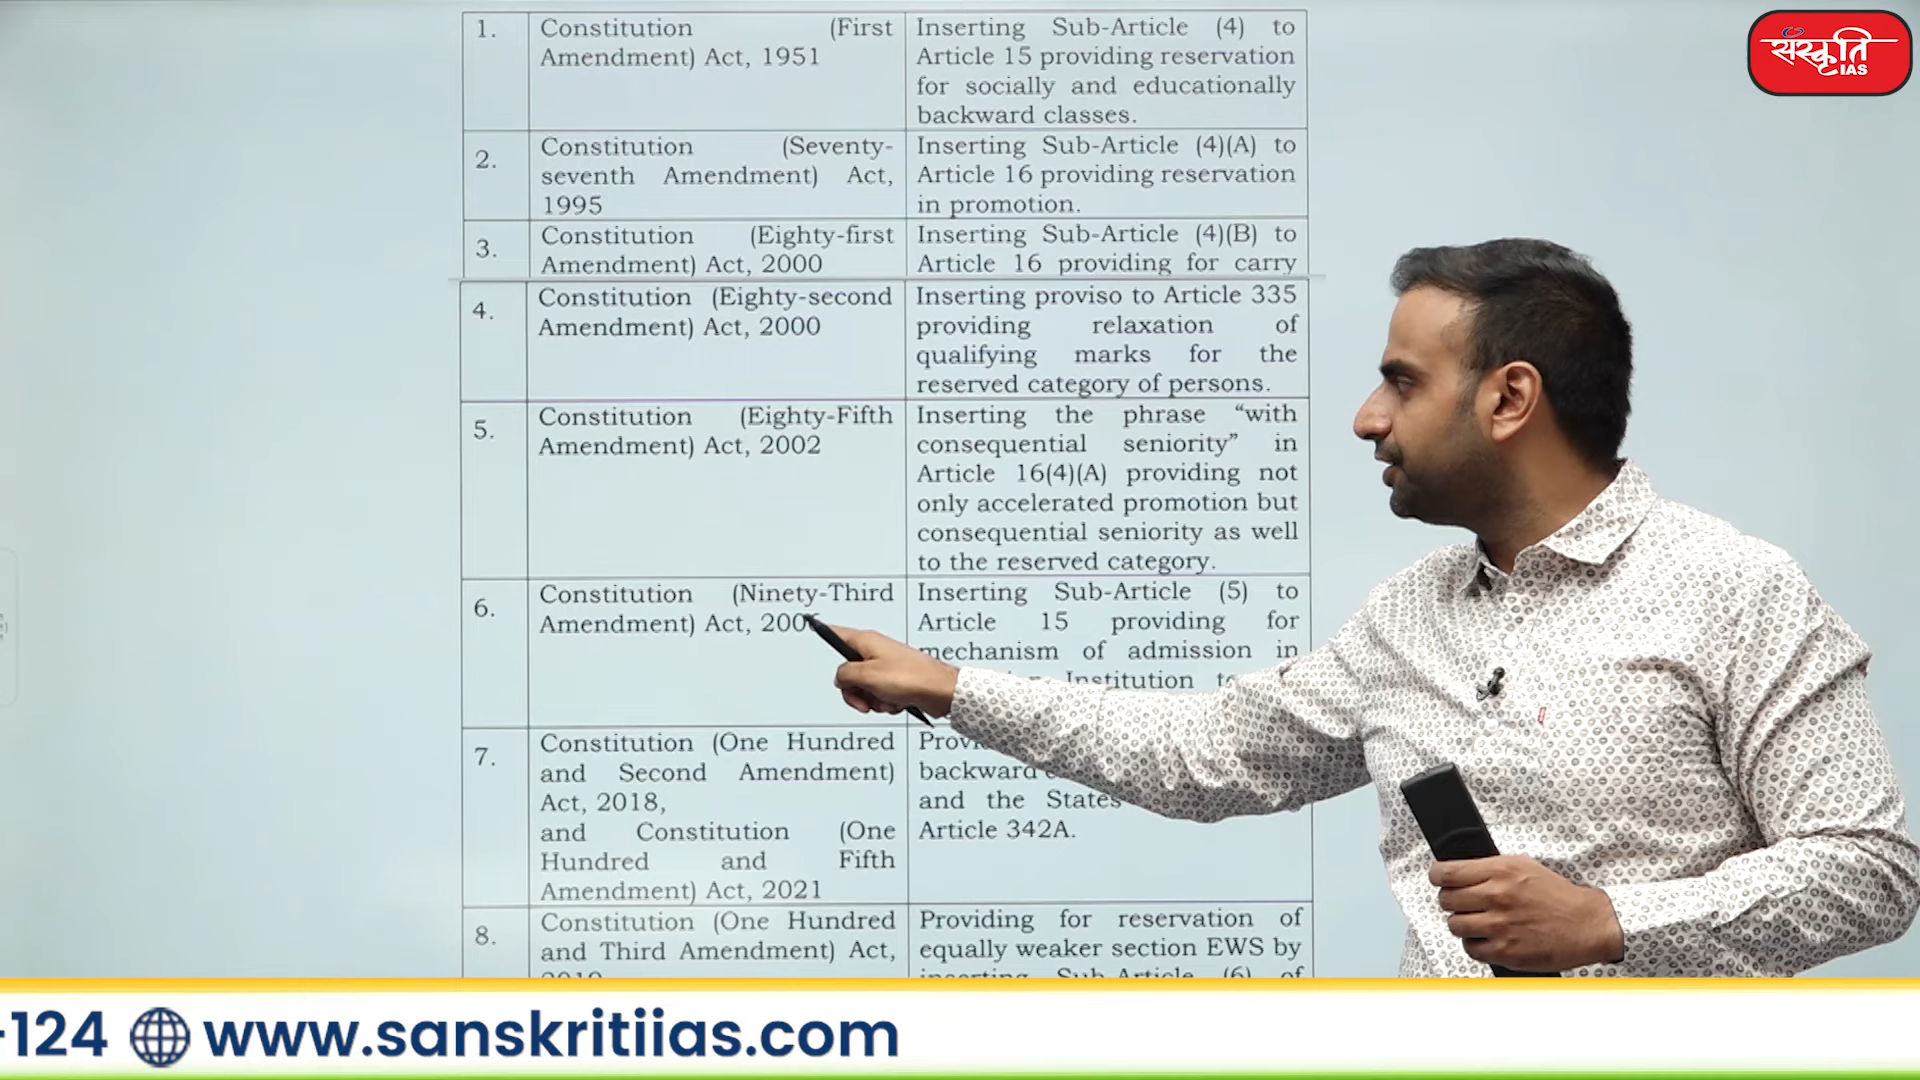 1.
Constitution (First
Amendment) Act, 1951
Inserting Sub-Article (4) to
Article 15 providing reservation
for socially and educationally
backward classes.
2.
Constitution (Seventy-
seventh Amendment) Act,
1995
Inserting Sub-Article (4)(A) to
Article 16 providing reservation
in promotion.
3.
Constitution (Eighty-first
Amendment) Act, 2000
Inserting Sub-Article (4)(B) to
Article 16 providing for carry
4.
Constitution (Eighty-second
Amendment) Act, 2000
Inserting proviso to Article 335
providing relaxation of
qualifying marks for the
reserved category of persons.
5.
Constitution (Eighty-Fifth
Amendment) Act, 2002
Inserting the phrase “with
consequential seniority” in
Article 16(4)(A) providing not
only accelerated promotion but
consequential seniority as well
to the reserved category.
6.
Constitution (Ninety-Third
Amendment) Act,
Inserting Sub-Article (5) to
Article 15 providing for
mechanism of admission in
Institution
7.
Constitution (One Hundred
and Second Amendment)
Act, 2018,
and Constitution (One
Hundred and Fifth
Amendment) Act, 2021
backward
and the States
Article 342A.
8.
Constitution (One Hundred
and Third Amendment) Act,
2019
Providing for reservation of
equally weaker section EWS by
inserting Sub-Article (6) of
संस्कृति
IAS
-124 www.sanskritiias.com